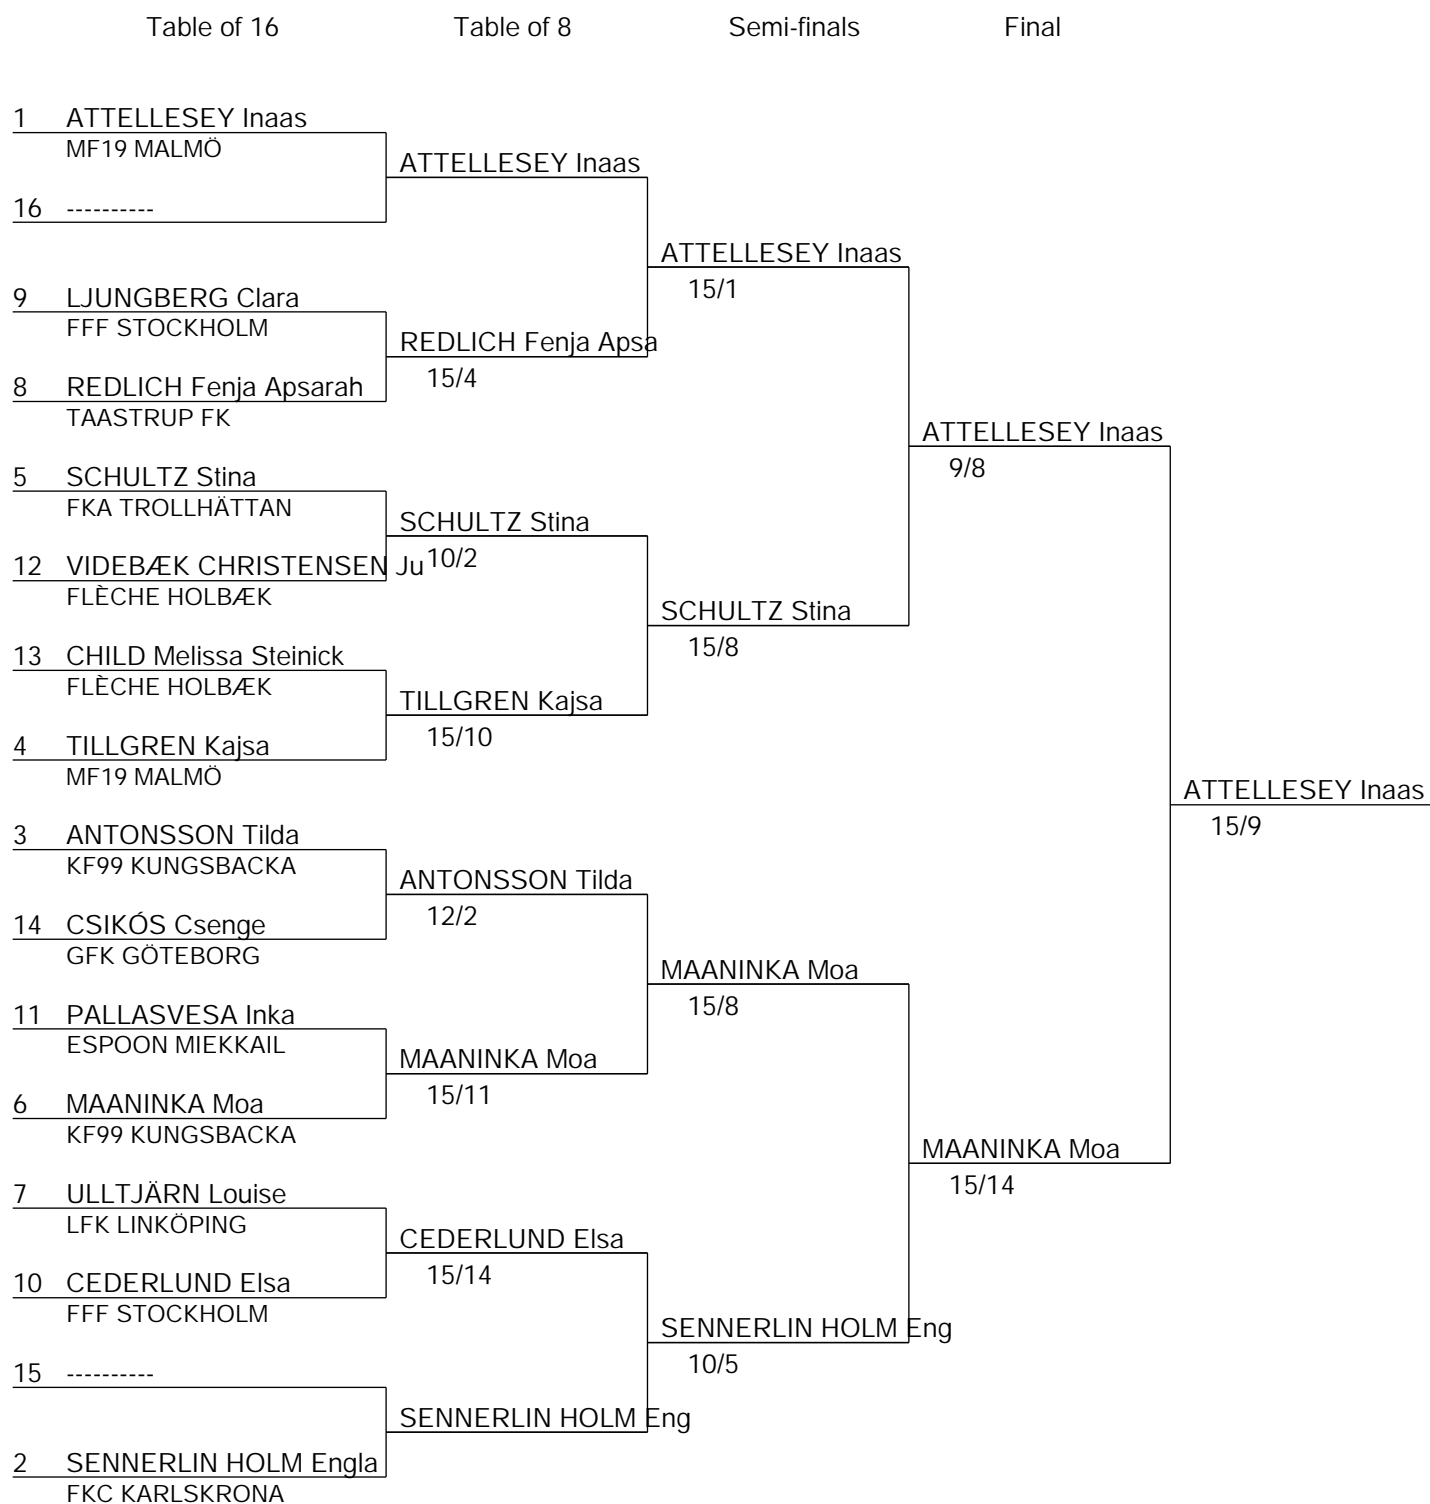 Table of 16 Table of 8 Semi-finals Final
1 ATTELLESEY Inaas
MF19 MALMÖ
ATTELLESEY Inaas
16 ----------
ATTELLESEY Inaas
15/1
9 LJUNGBERG Clara
FFF STOCKHOLM
REDLICH Fenja Apsa
15/4
8 REDLICH Fenja Apsarah
TAASTRUP FK
ATTELLESEY Inaas
9/8
5 SCHULTZ Stina
FKA TROLLHÄTTAN
SCHULTZ Stina
10/2
12 VIDEBÆK CHRISTENSEN Ju
FLÈCHE HOLBÆK
SCHULTZ Stina
15/8
13 CHILD Melissa Steinick
FLÈCHE HOLBÆK
TILLGREN Kajsa
15/10
4 TILLGREN Kajsa
MF19 MALMÖ
ATTELLESEY Inaas
15/9
3 ANTONSSON Tilda
KF99 KUNGSBACKA
ANTONSSON Tilda
12/2
14 CSIKÓS Csenge
GFK GÖTEBORG
MAANINKA Moa
15/8
11 PALLASVESA Inka
ESPOON MIEKKAIL
MAANINKA Moa
15/11
6 MAANINKA Moa
KF99 KUNGSBACKA
MAANINKA Moa
15/14
7 ULLTJÄRN Louise
LFK LINKÖPING
CEDERLUND Elsa
15/14
10 CEDERLUND Elsa
FFF STOCKHOLM
SENNERLIN HOLM Eng
10/5
15 ----------
SENNERLIN HOLM Eng
2 SENNERLIN HOLM Engla
FKC KARLSKRONA